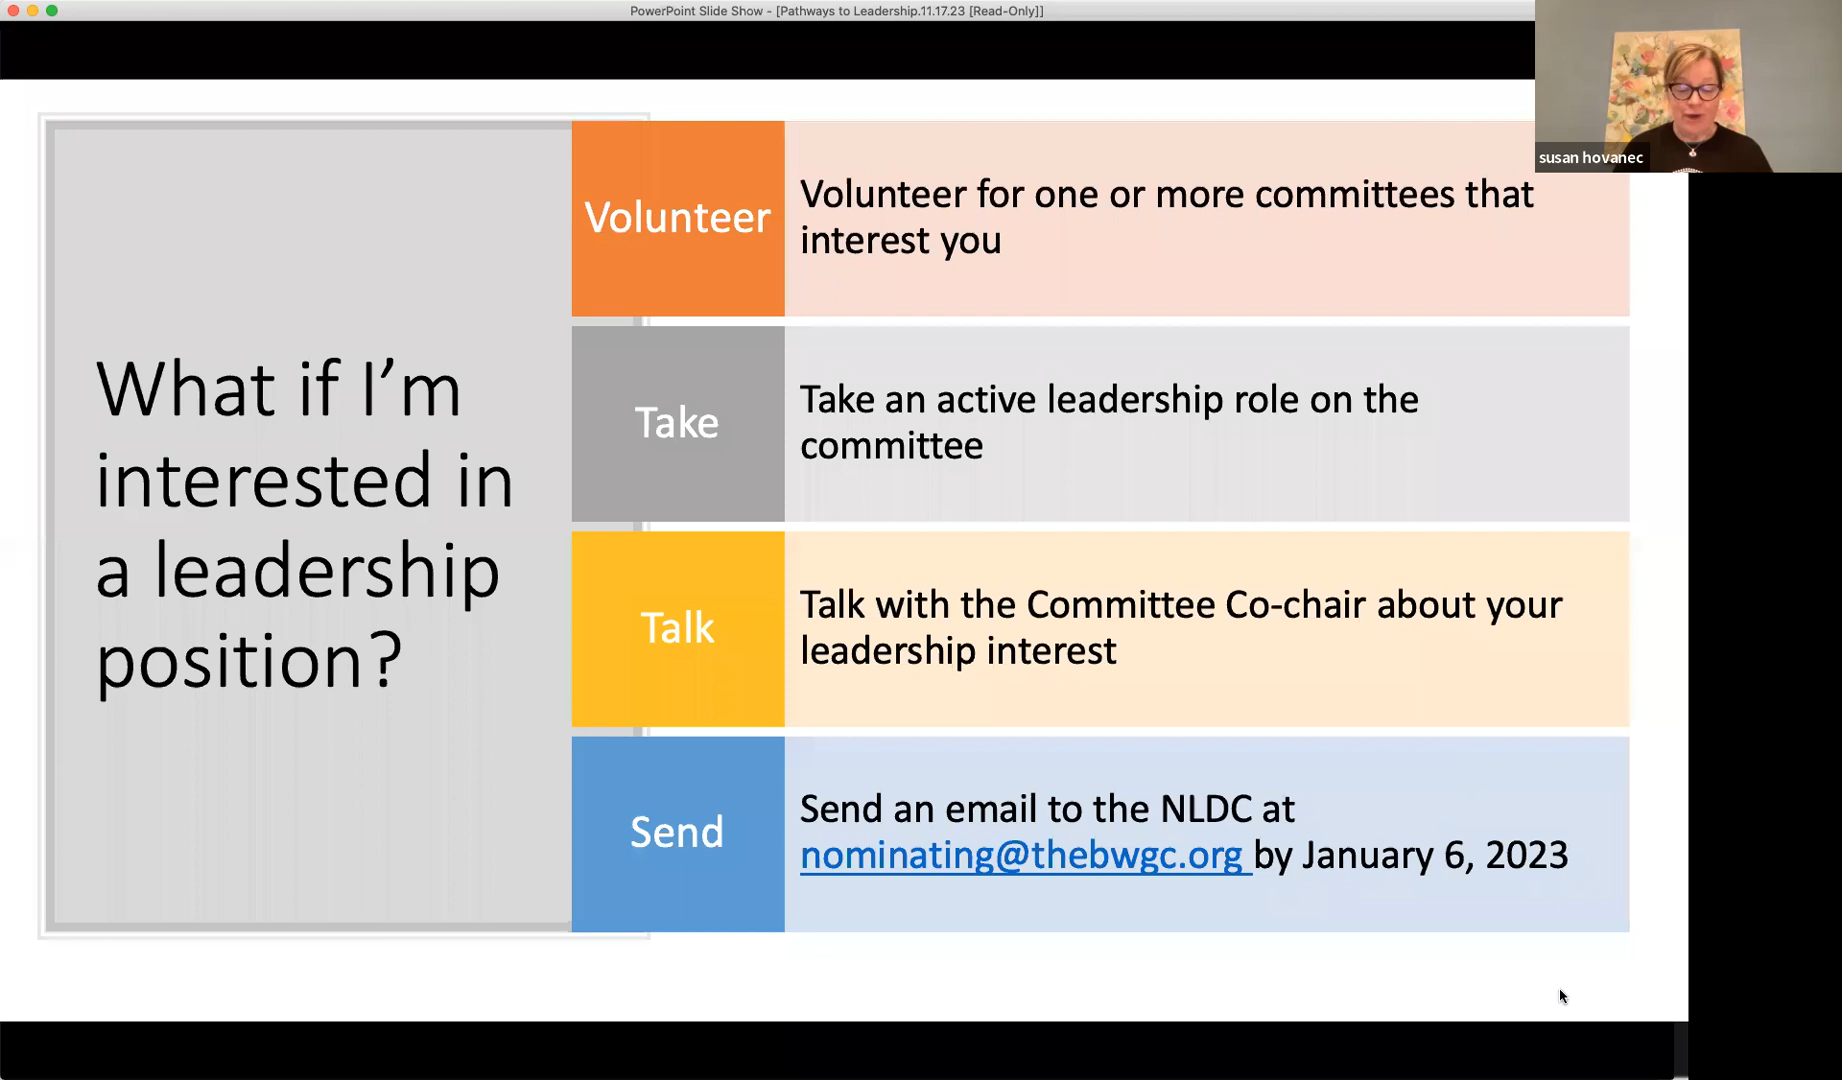 PowerPoint Slide Show - [Pathways to Leadership.11.17.23 [Read-Only]]
susan hovanec
What if I’m
interested in
a leadership
position?
Volunteer
Volunteer for one or more committees that
interest you
Take
Take an active leadership role on the
committee
Talk
Talk with the Committee Co-chair about your
leadership interest
Send
Send an email to the NLDC at
nominating@thebwgc.org by January 6, 2023